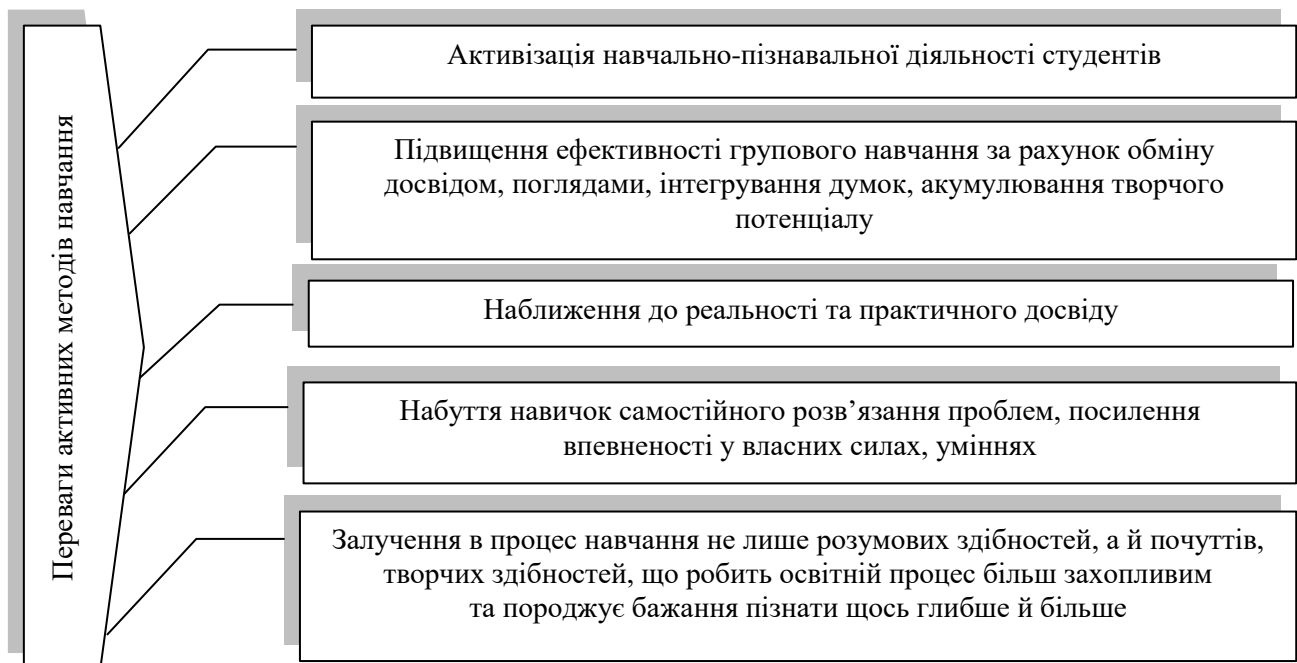 Переваги активних методів навчання
Активізація навчально-пізнавальної діяльності студентів
Підвищення ефективності групового навчання за рахунок обміну
досвідом, поглядами, інтегрування думок, акумулювання творчого
потенціалу
Наближення до реальності та практичного досвіду
Набуття навичок самостійного розв’язання проблем, посилення
впевненості у власних силах, уміннях
Залучення в процес навчання не лише розумових здібностей, а й почуттів,
творчих здібностей, що робить освітній процес більш захопливим
та породжує бажання пізнати щось глибше й більше